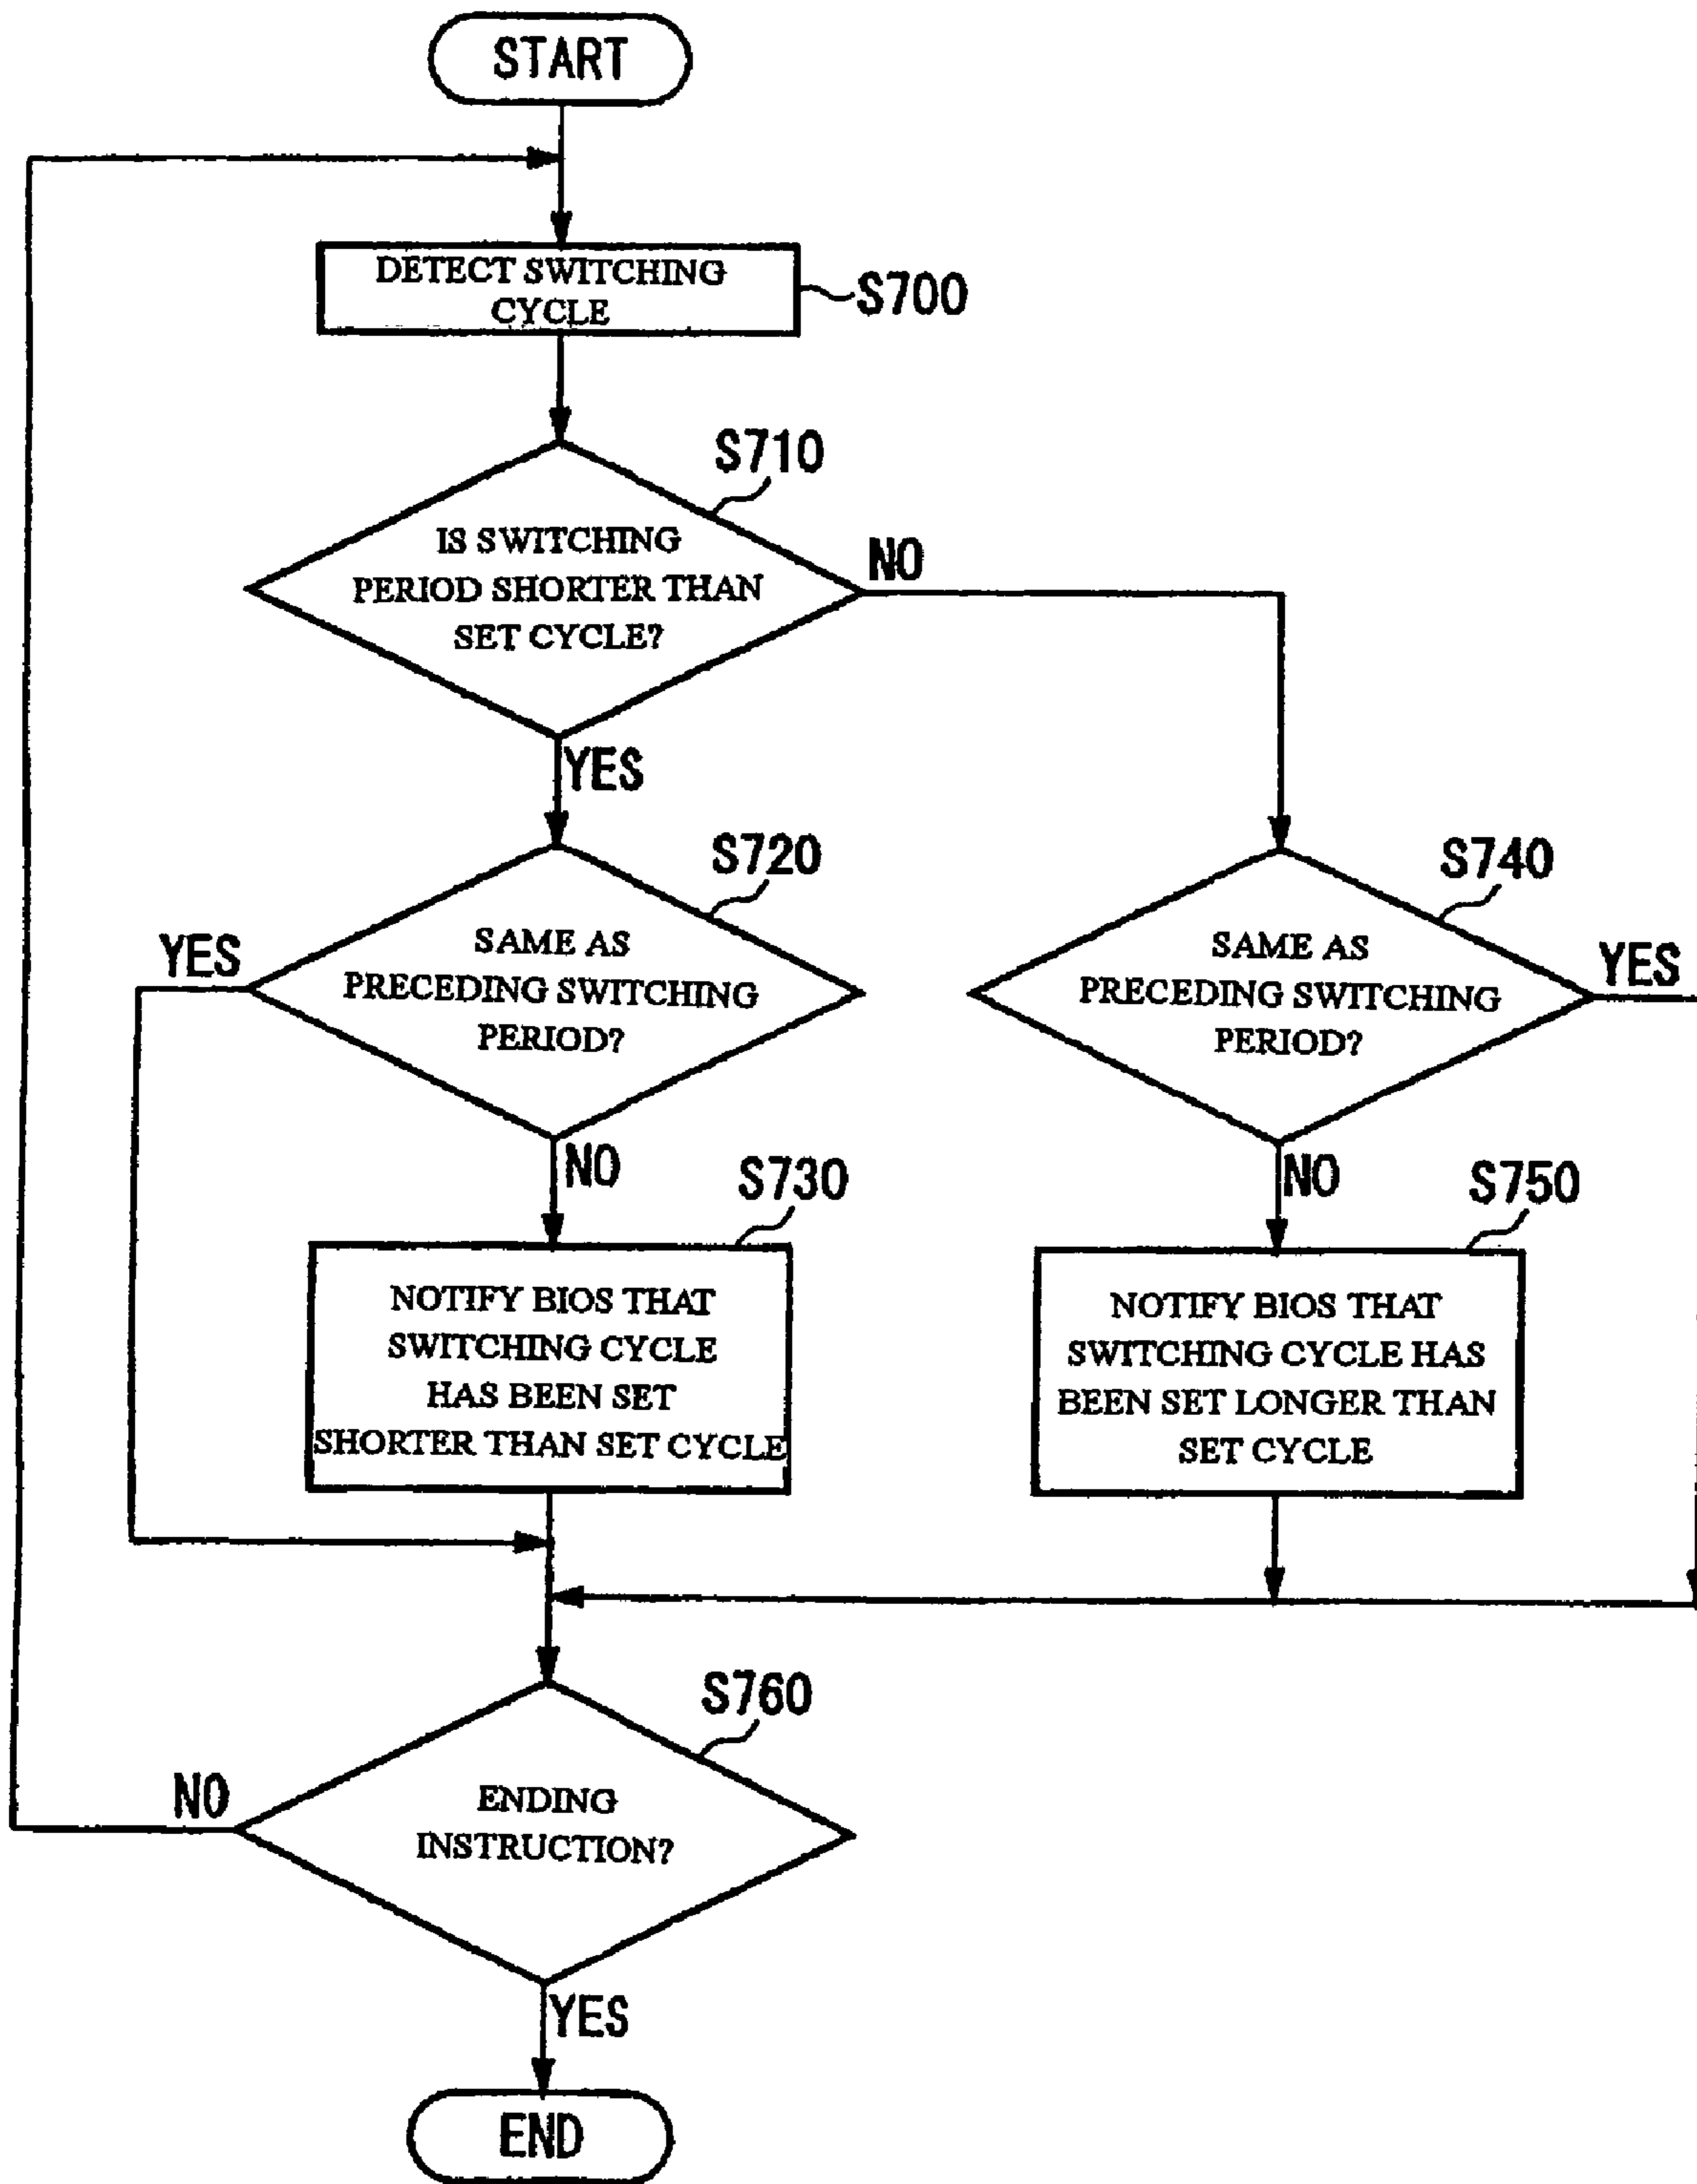 START
DETECT SWITCHING
CYCLE
S700
S710
IS SWITCHING
PERIOD SHORTER THAN
SET CYCLE?
NO
YES
S720
SAME AS
PRECEDING SWITCHING
PERIOD?
YES
NO
S740
SAME AS
PRECEDING SWITCHING
PERIOD?
YES
NO
S730
NOTIFY BIOS THAT
SWITCHING CYCLE
HAS BEEN SET
SHORTER THAN SET CYCLE
S750
NOTIFY BIOS THAT
SWITCHING CYCLE HAS
BEEN SET LONGER THAN
SET CYCLE
S760
ENDING
INSTRUCTION?
NO
YES
END